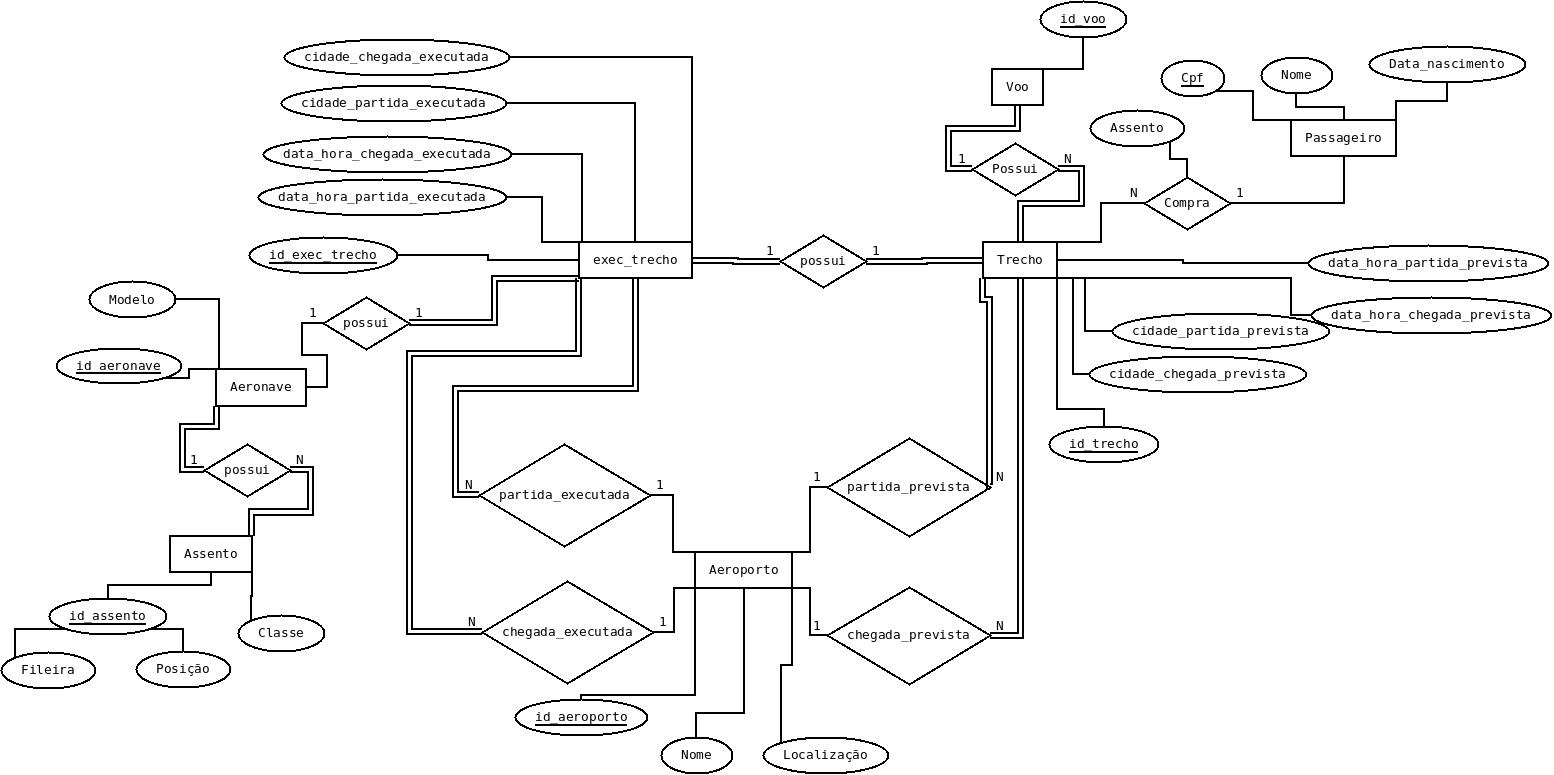 id_voo
cidade_chegada_executada
Data_nascimento
Nome
Cpf
Voo
cidade_partida_executada
Assento
Passageiro
data_hora_chegada_executada
1
N
Possui
data_hora_partida_executada
N
1
Compra
id_exec_trecho
exec_trecho
1
possui
1
Trecho
data_hora_partida_prevista
Modelo
1
possui
1
data_hora_chegada_prevista
cidade_partida_prevista
id_aeronave
cidade_chegada_prevista
Aeronave
id_trecho
1
possui
N
N
partida_executada
1
1
partida_prevista
N
Assento
Aeroporto
id_assento
Classe
N
chegada_executada
1
1
chegada_prevista
N
Fileira
Posição
id_aeroporto
Nome
Localização